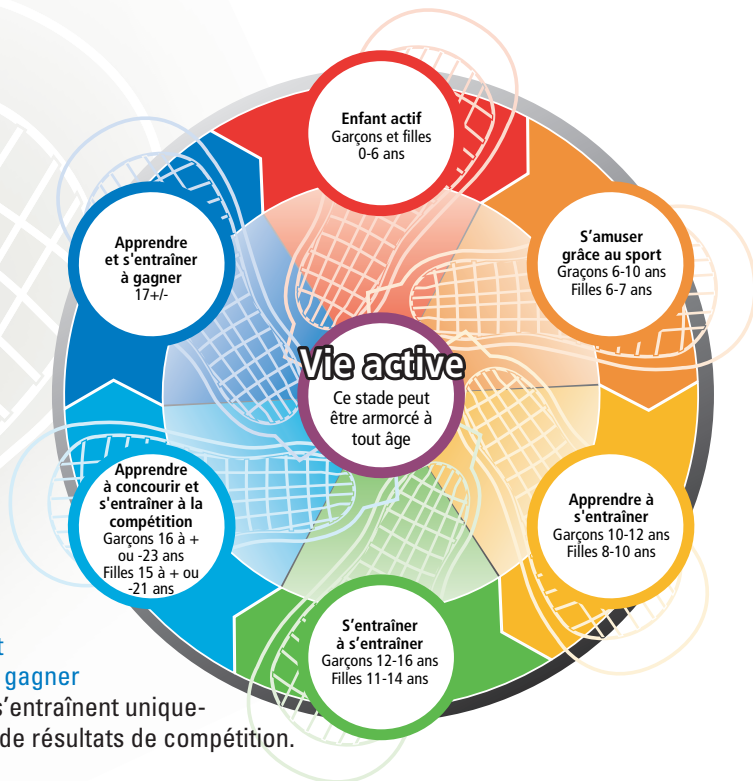 Enfant actif
Garçons et filles
0-6 ans
S'amuser
grâce au sport
Graçons 6-10 ans
Filles 6-7 ans
Apprendre à
s'entraîner
Garçons 10-12 ans
Filles 8-10 ans
S'entraîner
à s'entraîner
Garçons 12-16 ans
Filles 11-14 ans
Apprendre
à concourir et
s'entraîner à la
compétition
Garçons 16 à +
ou -23 ans
Filles 15 à + ou
-21 ans
Apprendre
et s'entraîner
à gagner
17+/-
Vie active
Ce stade peut
être armorcé à
tout âge
gagner
s'entraînent unique-
de résultats de compétition.